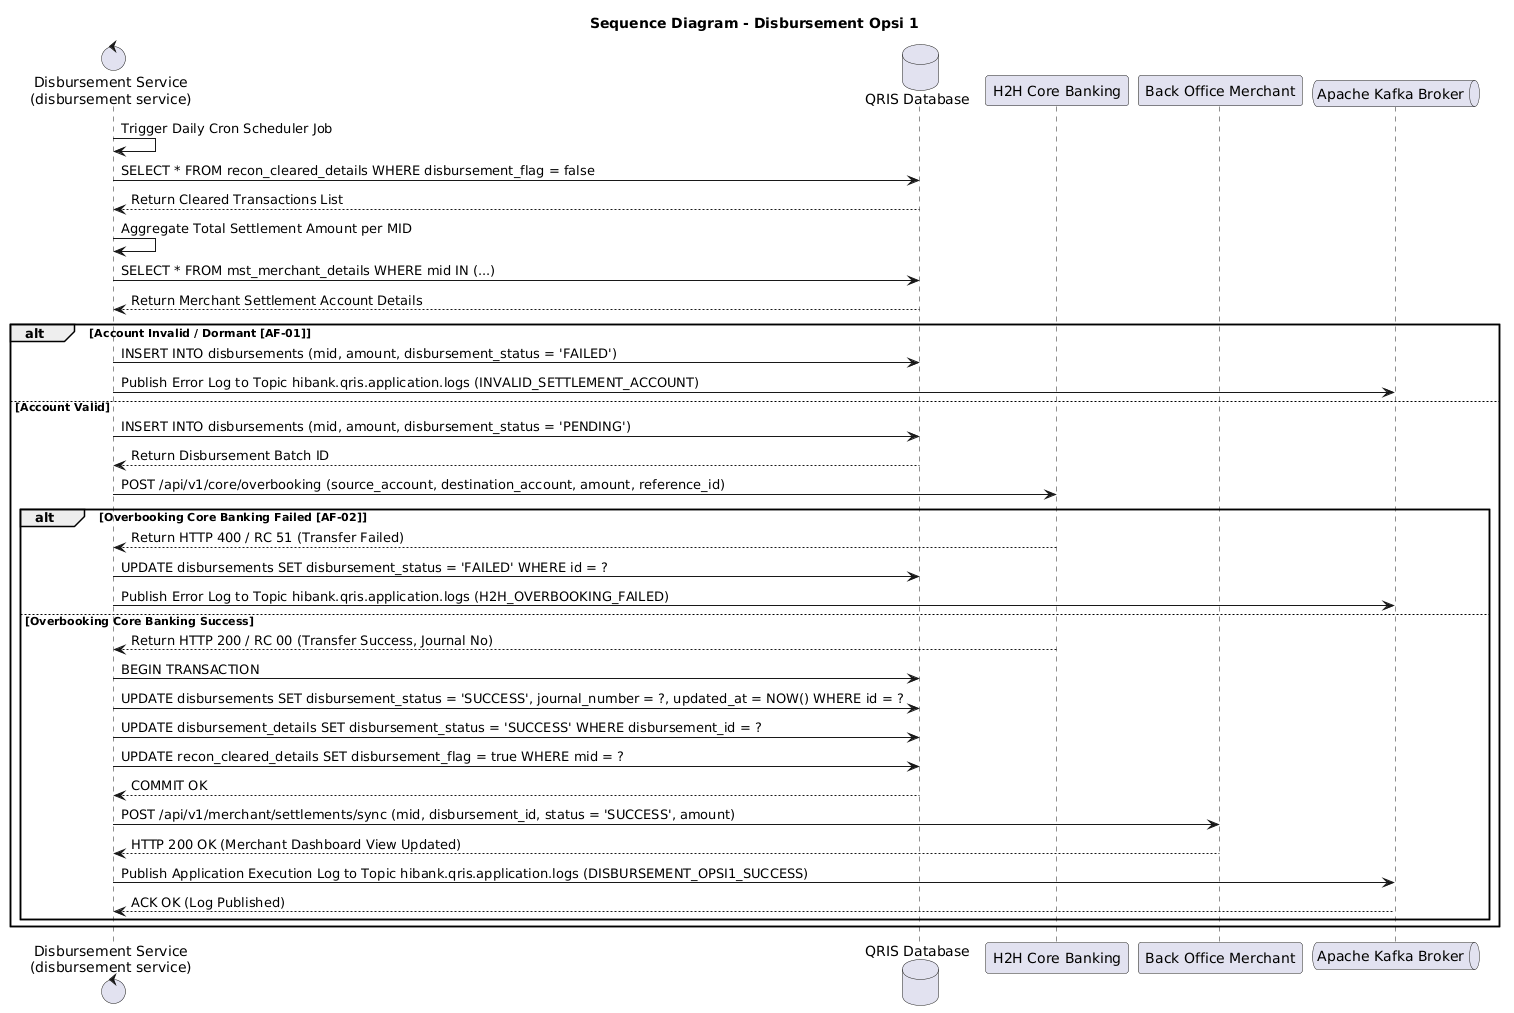 Sequence Diagram - Disbursement Opsi 1
Disbursement Service
(disbursement service)
QRIS Database
H2H Core Banking
Back Office Merchant
Apache Kafka Broker
Trigger Daily Cron Scheduler Job
SELECT * FROM recon_cleared_details WHERE disbursement_flag = false
Return Cleared Transactions List
Aggregate Total Settlement Amount per MID
SELECT * FROM mst_merchant_details WHERE mid IN (...)
Return Merchant Settlement Account Details
alt
[Account Invalid / Dormant [AF-01]]
INSERT INTO disbursements (mid, amount, disbursement_status = 'FAILED')
Publish Error Log to Topic hibank.qris.application.logs (INVALID_SETTLEMENT_ACCOUNT)
[Account Valid]
INSERT INTO disbursements (mid, amount, disbursement_status = 'PENDING')
Return Disbursement Batch ID
POST /api/v1/core/overbooking (source_account, destination_account, amount, reference_id)
alt
[Overbooking Core Banking Failed [AF-02]]
Return HTTP 400 / RC 51 (Transfer Failed)
UPDATE disbursements SET disbursement_status = 'FAILED' WHERE id = ?
Publish Error Log to Topic hibank.qris.application.logs (H2H_OVERBOOKING_FAILED)
[Overbooking Core Banking Success]
Return HTTP 200 / RC 00 (Transfer Success, Journal No)
BEGIN TRANSACTION
UPDATE disbursements SET disbursement_status = 'SUCCESS', journal_number = ?, updated_at = NOW() WHERE id = ?
UPDATE disbursement_details SET disbursement_status = 'SUCCESS' WHERE disbursement_id = ?
UPDATE recon_cleared_details SET disbursement_flag = true WHERE mid = ?
COMMIT OK
POST /api/v1/merchant/settlements/sync (mid, disbursement_id, status = 'SUCCESS', amount)
HTTP 200 OK (Merchant Dashboard View Updated)
Publish Application Execution Log to Topic hibank.qris.application.logs (DISBURSEMENT_OPSI1_SUCCESS)
ACK OK (Log Published)
Disbursement Service
(disbursement service)
QRIS Database
H2H Core Banking
Back Office Merchant
Apache Kafka Broker